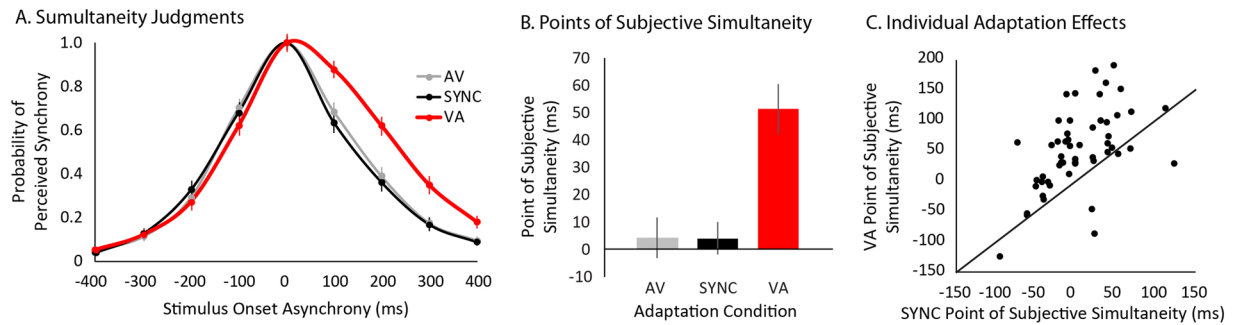 A. Sumultaneity Judgments
Probability of
Perceived Synchrony
1.0
0.8
0.6
0.4
0.2
0
-400 -300 -200 -100 0 100 200 300 400
Stimulus Onset Asynchrony (ms)
AV
SYNC
VA
B. Points of Subjective Simultaneity
Point of Subjective
Simultaneity (ms)
70
60
50
40
30
20
10
0
-10
AV SYNC VA
Adaptation Condition
C. Individual Adaptation Effects
VA Point of Subjective
Simultaneity (ms)
200
150
100
50
0
-50
-100
-150
-150 -100 -50 0 50 100 150
SYNC Point of Subjective Simultaneity (ms)